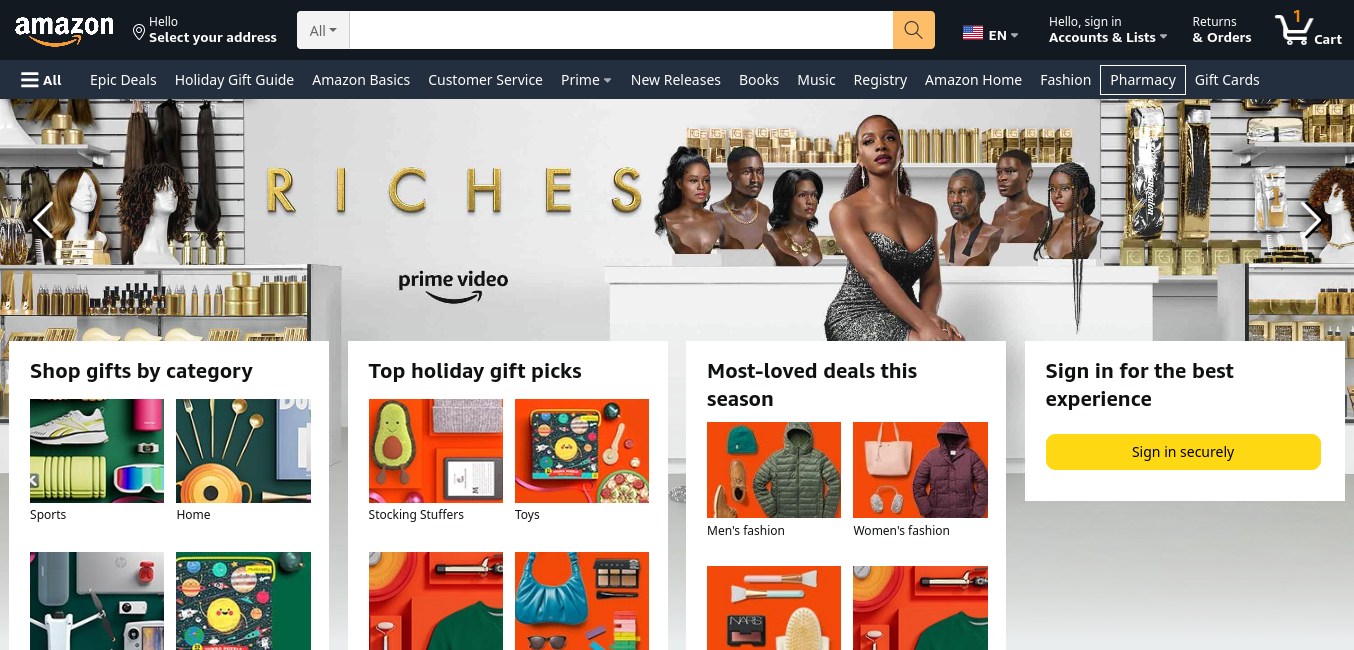 amazon
Hello
Select your address
All
EN
Hello, sign in
Accounts & Lists
Returns
& Orders
1
Cart
All
Epic Deals
Holiday Gift Guide
Amazon Basics
Customer Service
Prime
New Releases
Books
Music
Registry
Amazon Home
Fashion
Pharmacy
Gift Cards
RICHES
prime video
Shop gifts by category
Sports
Home
Top holiday gift picks
Stocking Stuffers
Toys
Most-loved deals this
season
Men's fashion
Women's fashion
NARS
Sign in for the best
experience
Sign in securely